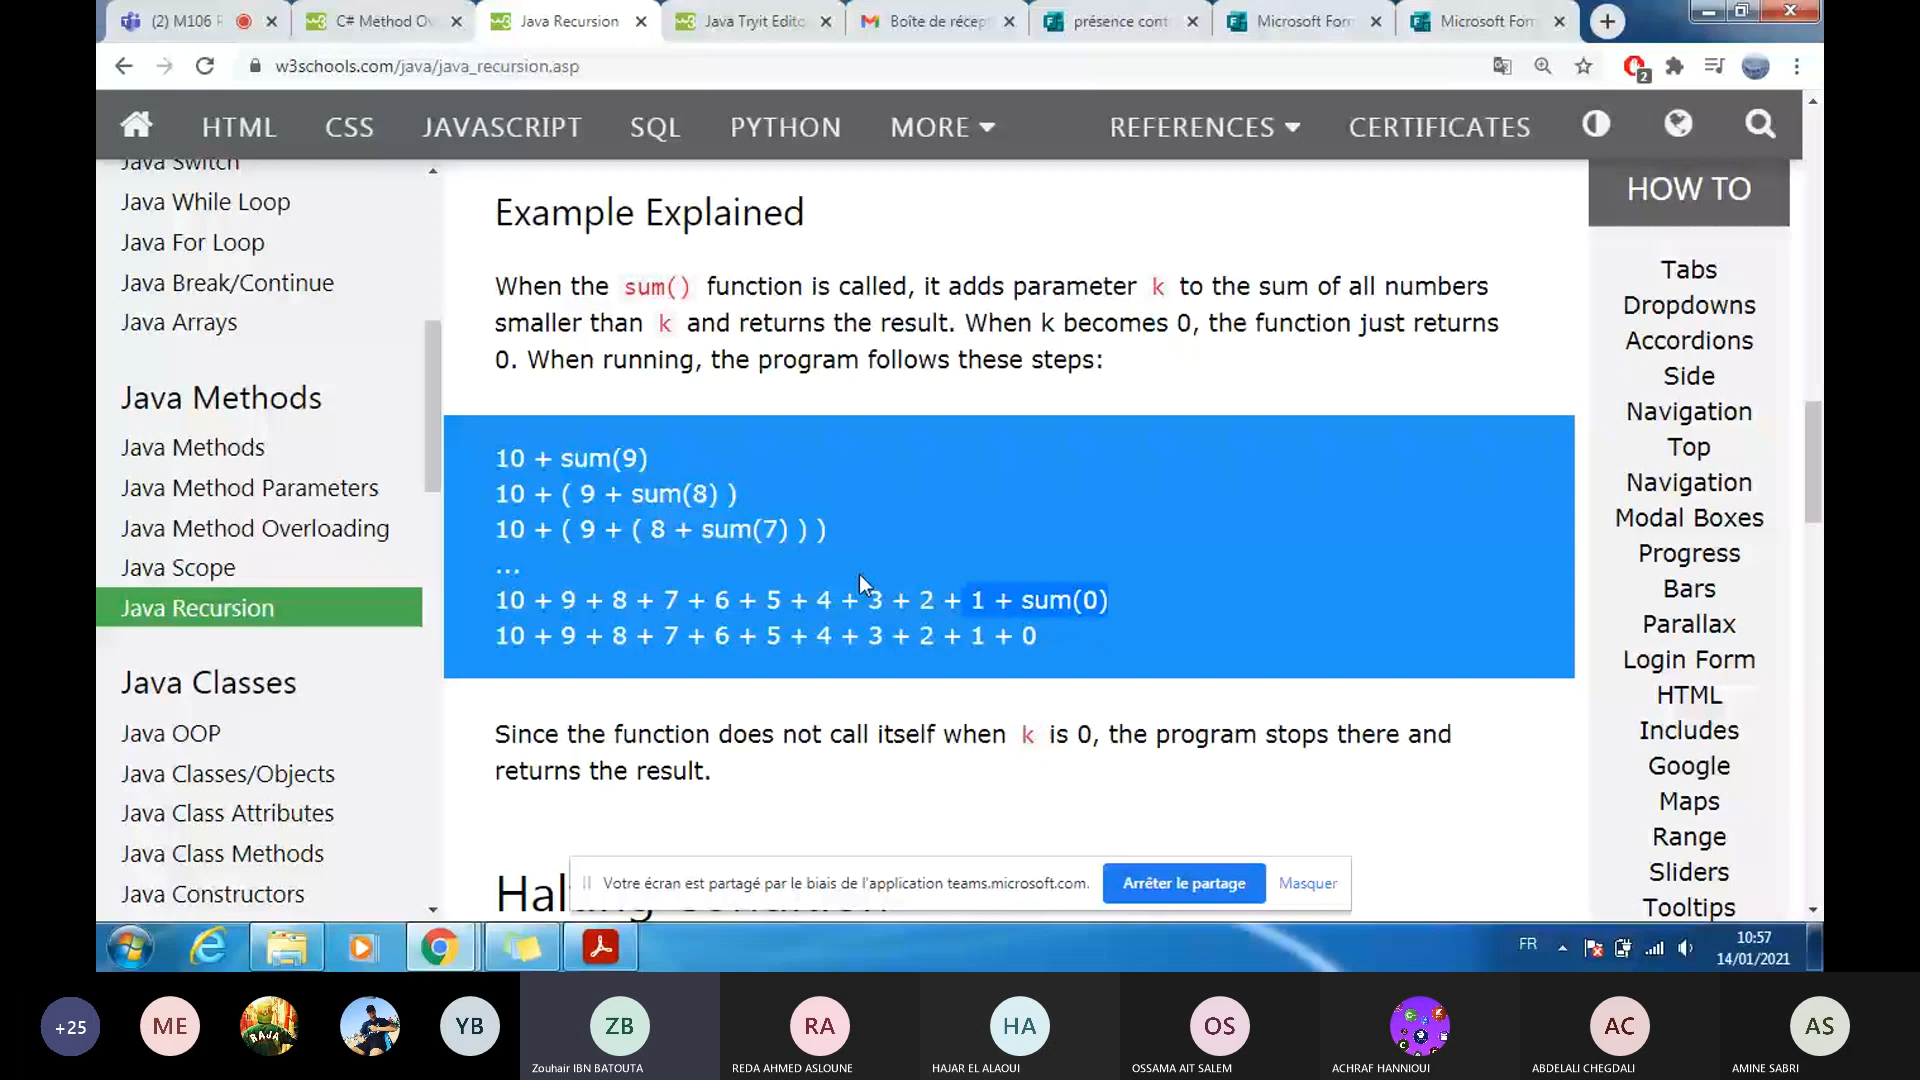 (2) M106 F
C# Method Ov
Java Recursion
Java Tryit Edito
Boîte de récep
présence cont
Microsoft Form
Microsoft Form
w3schools.com/java/java_recursion.asp
2
HTML
CSS
JAVASCRIPT
SQL
PYTHON
MORE
REFERENCES
CERTIFICATES
Java Switch
Java While Loop
Java For Loop
Java Break/Continue
Java Arrays
Java Methods
Java Methods
Java Method Parameters
Java Method Overloading
Java Scope
Java Recursion
Java Classes
Java OOP
Java Classes/Objects
Java Class Attributes
Java Class Methods
Java Constructors
Example Explained
When the sum() function is called, it adds parameter k to the sum of all numbers
smaller than k and returns the result. When k becomes 0, the function just returns
0. When running, the program follows these steps:
10 + sum(9)
10 + ( 9 + sum(8) )
10 + ( 9 + ( 8 + sum(7) ) )
...
10 + 9 + 8 + 7 + 6 + 5 + 4 + 3 + 2 + 1 + sum(0)
10 + 9 + 8 + 7 + 6 + 5 + 4 + 3 + 2 + 1 + 0
Since the function does not call itself when k is 0, the program stops there and
returns the result.
Halting Condition
Votre écran est partagé par le biais de l'application teams.microsoft.com.
Arrêter le partage
Masquer
HOW TO
Tabs
Dropdowns
Accordions
Side
Navigation
Top
Navigation
Modal Boxes
Progress
Bars
Parallax
Login Form
HTML
Includes
Google
Maps
Range
Sliders
Tooltips
FR
10:57
14/01/2021
+25
ME
RAJA
YB
ZB
RA
HA
OS
AC
AS
Zouhair IBN BATOUTA
REDA AHMED ASLOUNE
HAJAR EL ALAOUI
OSSAMA AIT SALEM
ACHRAF HANNIOUI
ABDELALI CHEGDALI
AMINE SABRI